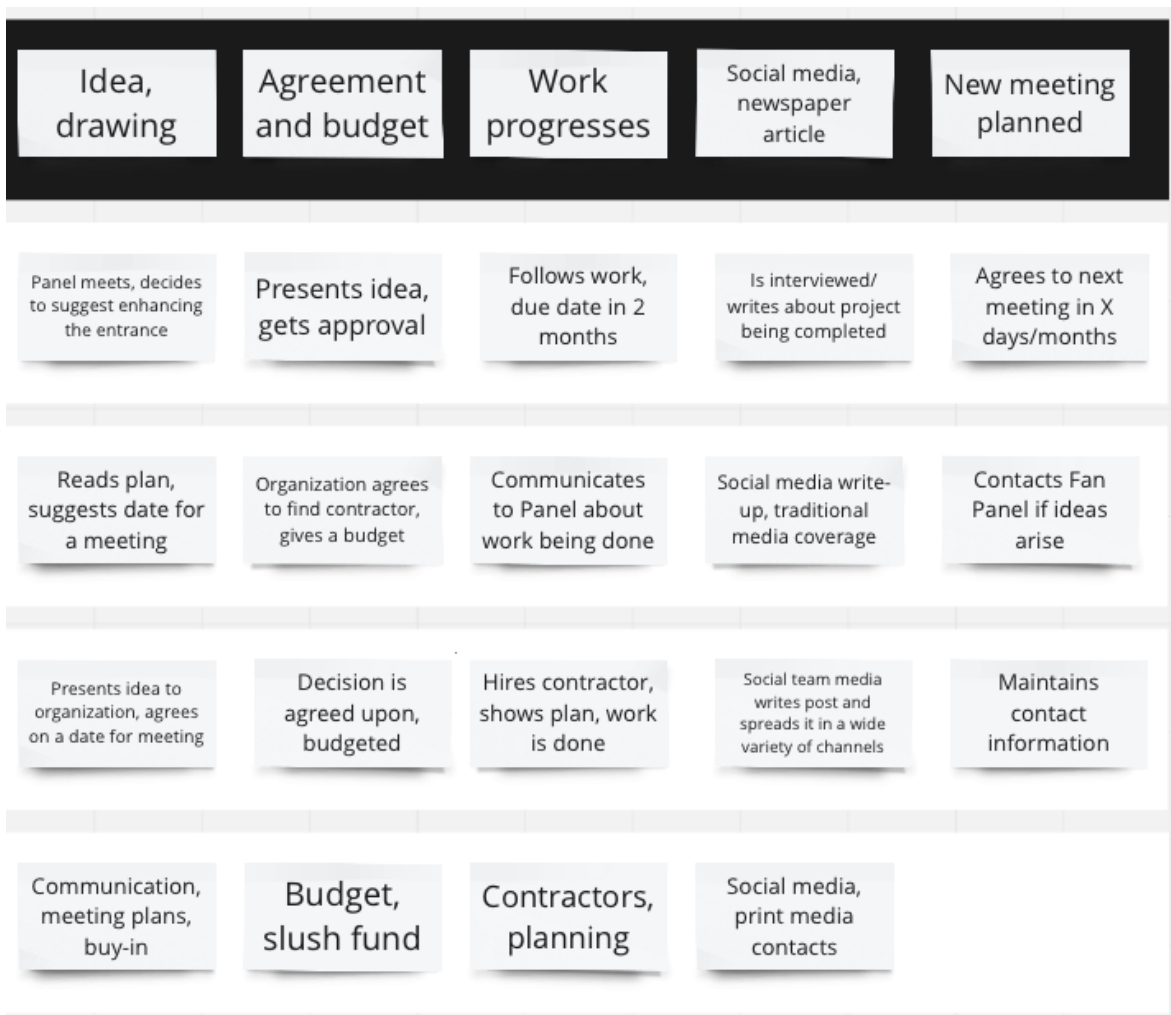 Idea,
drawing
Agreement
and budget
Work
progresses
Social media,
newspaper
article
New meeting
planned
Panel meets, decides
to suggest enhancing
the entrance
Presents idea,
gets approval
Follows work,
due date in 2
months
Is interviewed/
writes about project
being completed
Agrees to next
meeting in X
days/months
Reads plan,
suggests date for
a meeting
Organization agrees
to find contractor,
gives a budget
Communicates
to Panel about
work being done
Social media write-
up, traditional
media coverage
Contacts Fan
Panel if ideas
arise
Presents idea to
organization, agrees
on a date for meeting
Decision is
agreed upon,
budgeted
Hires contractor,
shows plan, work
is done
Social team media
writes post and
spreads it in a wide
variety of channels
Maintains
contact
information
Communication,
meeting plans,
buy-in
Budget,
slush fund
Contractors,
planning
Social media,
print media
contacts